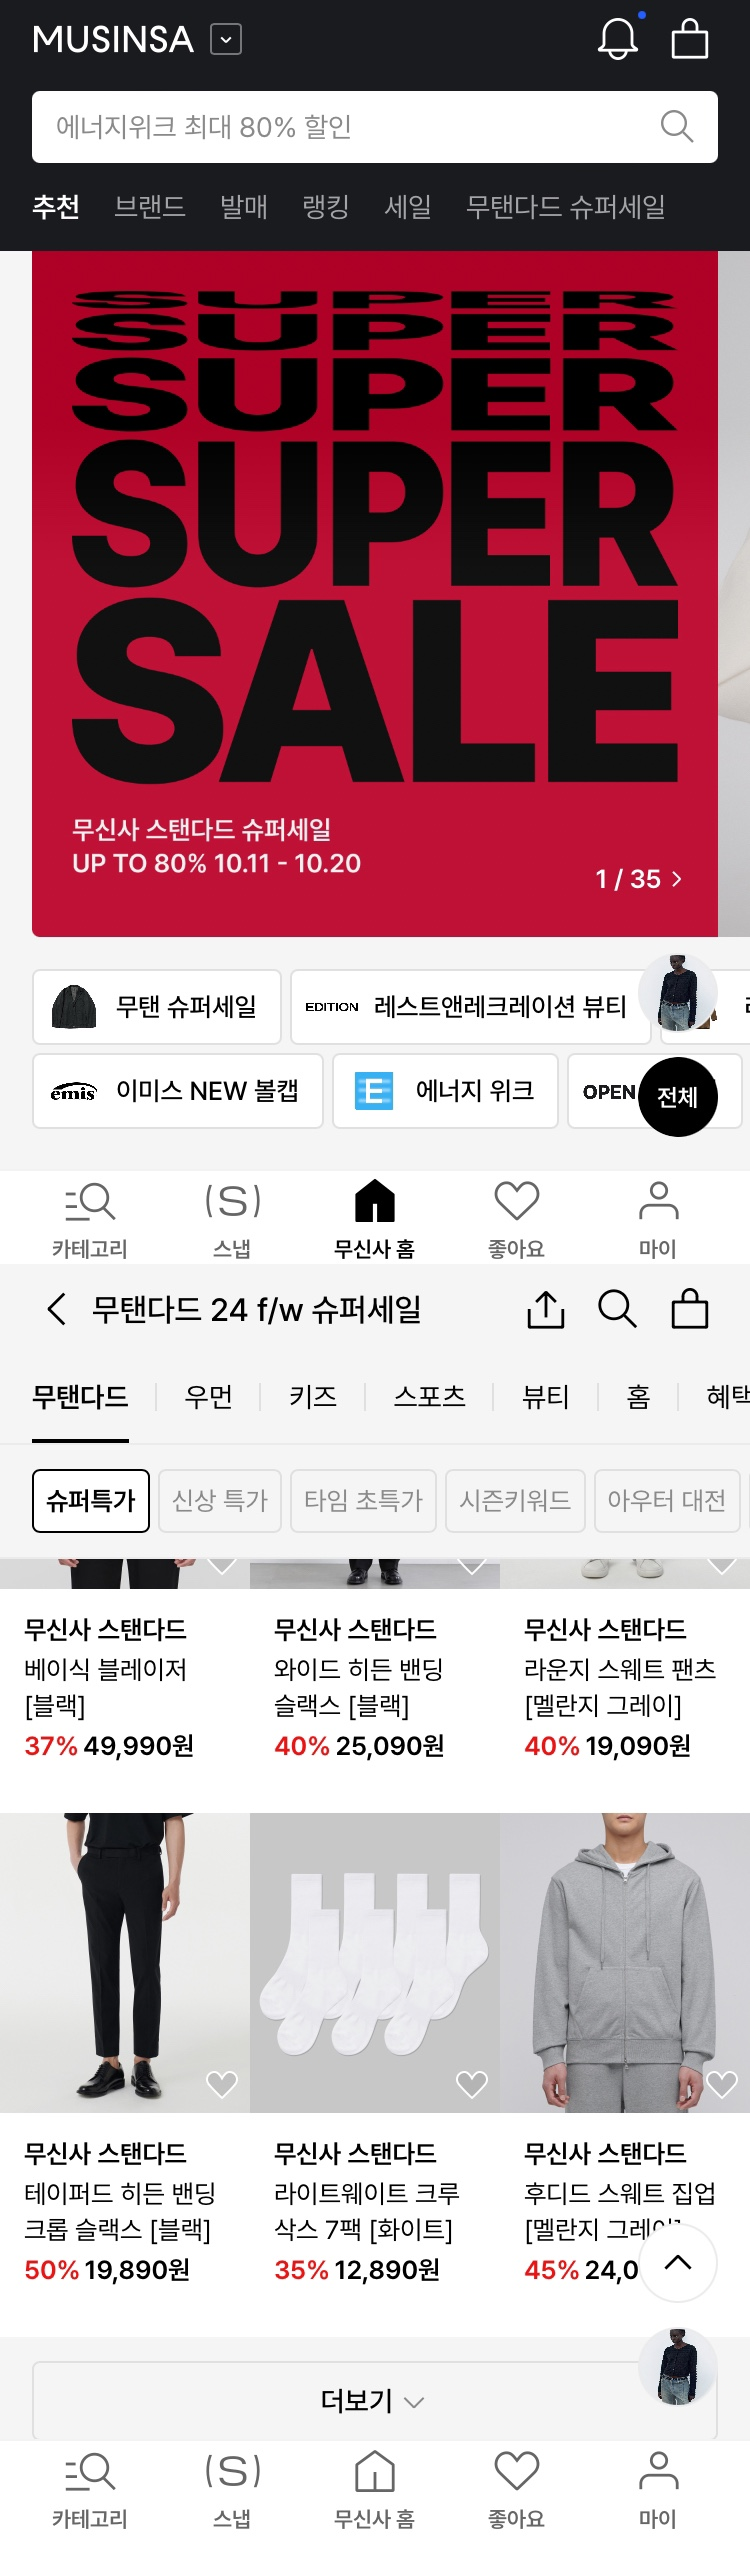 MUSINSA
에너지위크 최대 80% 할인
추천 브랜드 발매 랭킹 세일 무탠다드 슈퍼세일
SUPER
SUPER
SUPER
SUPER
SALE
무신사 스탠다드 슈퍼세일
UP TO 80% 10.11 - 10.20
1 / 35
무탠 슈퍼세일
EDITION 레스트앤레크레이션 뷰티
emis 이미스 NEW 볼캡
E 에너지 위크
OPEN
전체
카테고리 (S) 스냅 무신사 홈 좋아요 마이
무탠다드 24 f/w 슈퍼세일
무탠다드 우먼 키즈 스포츠 뷰티 홈 혜택
슈퍼특가 신상 특가 타임 초특가 시즌키워드 아우터 대전
무신사 스탠다드
베이식 블레이저
[블랙]
37% 49,990원
무신사 스탠다드
와이드 히든 밴딩
슬랙스 [블랙]
40% 25,090원
무신사 스탠다드
라운지 스웨트 팬츠
[멜란지 그레이]
40% 19,090원
무신사 스탠다드
테이퍼드 히든 밴딩
크롭 슬랙스 [블랙]
50% 19,890원
무신사 스탠다드
라이트웨이트 크루
삭스 7팩 [화이트]
35% 12,890원
무신사 스탠다드
후디드 스웨트 집업
[멜란지 그레이]
45% 24,0
더보기
카테고리 (S) 스냅 무신사 홈 좋아요 마이